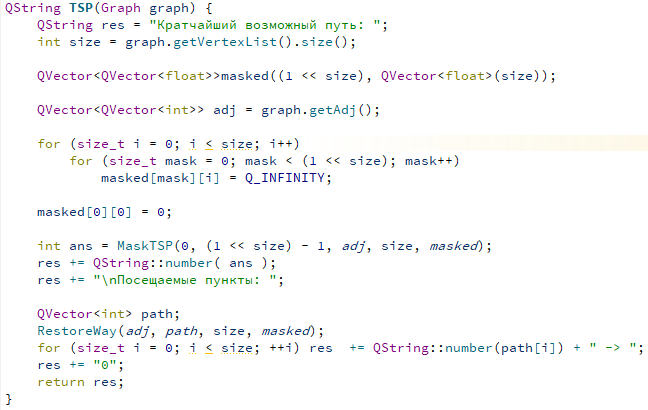 QString TSP(Graph graph) {
    QString res = "Кратчайший возможный путь: ";
    int size = graph.getVertexList().size();

    QVector<QVector<float>>masked((1 << size), QVector<float>(size));

    QVector<QVector<int>> adj = graph.getAdj();

    for (size_t i = 0; i < size; i++)
        for (size_t mask = 0; mask < (1 << size); mask++)
            masked[mask][i] = Q_INFINITY;

    masked[0][0] = 0;

    int ans = MaskTSP(0, (1 << size) - 1, adj, size, masked);
    res += QString::number( ans );
    res += "\nПосещаемые пункты: ";

    QVector<int> path;
    RestoreWay(adj, path, size, masked);
    for (size_t i = 0; i < size; ++i) res  += QString::number(path[i]) + " -> ";
    res += "0";
    return res;
}